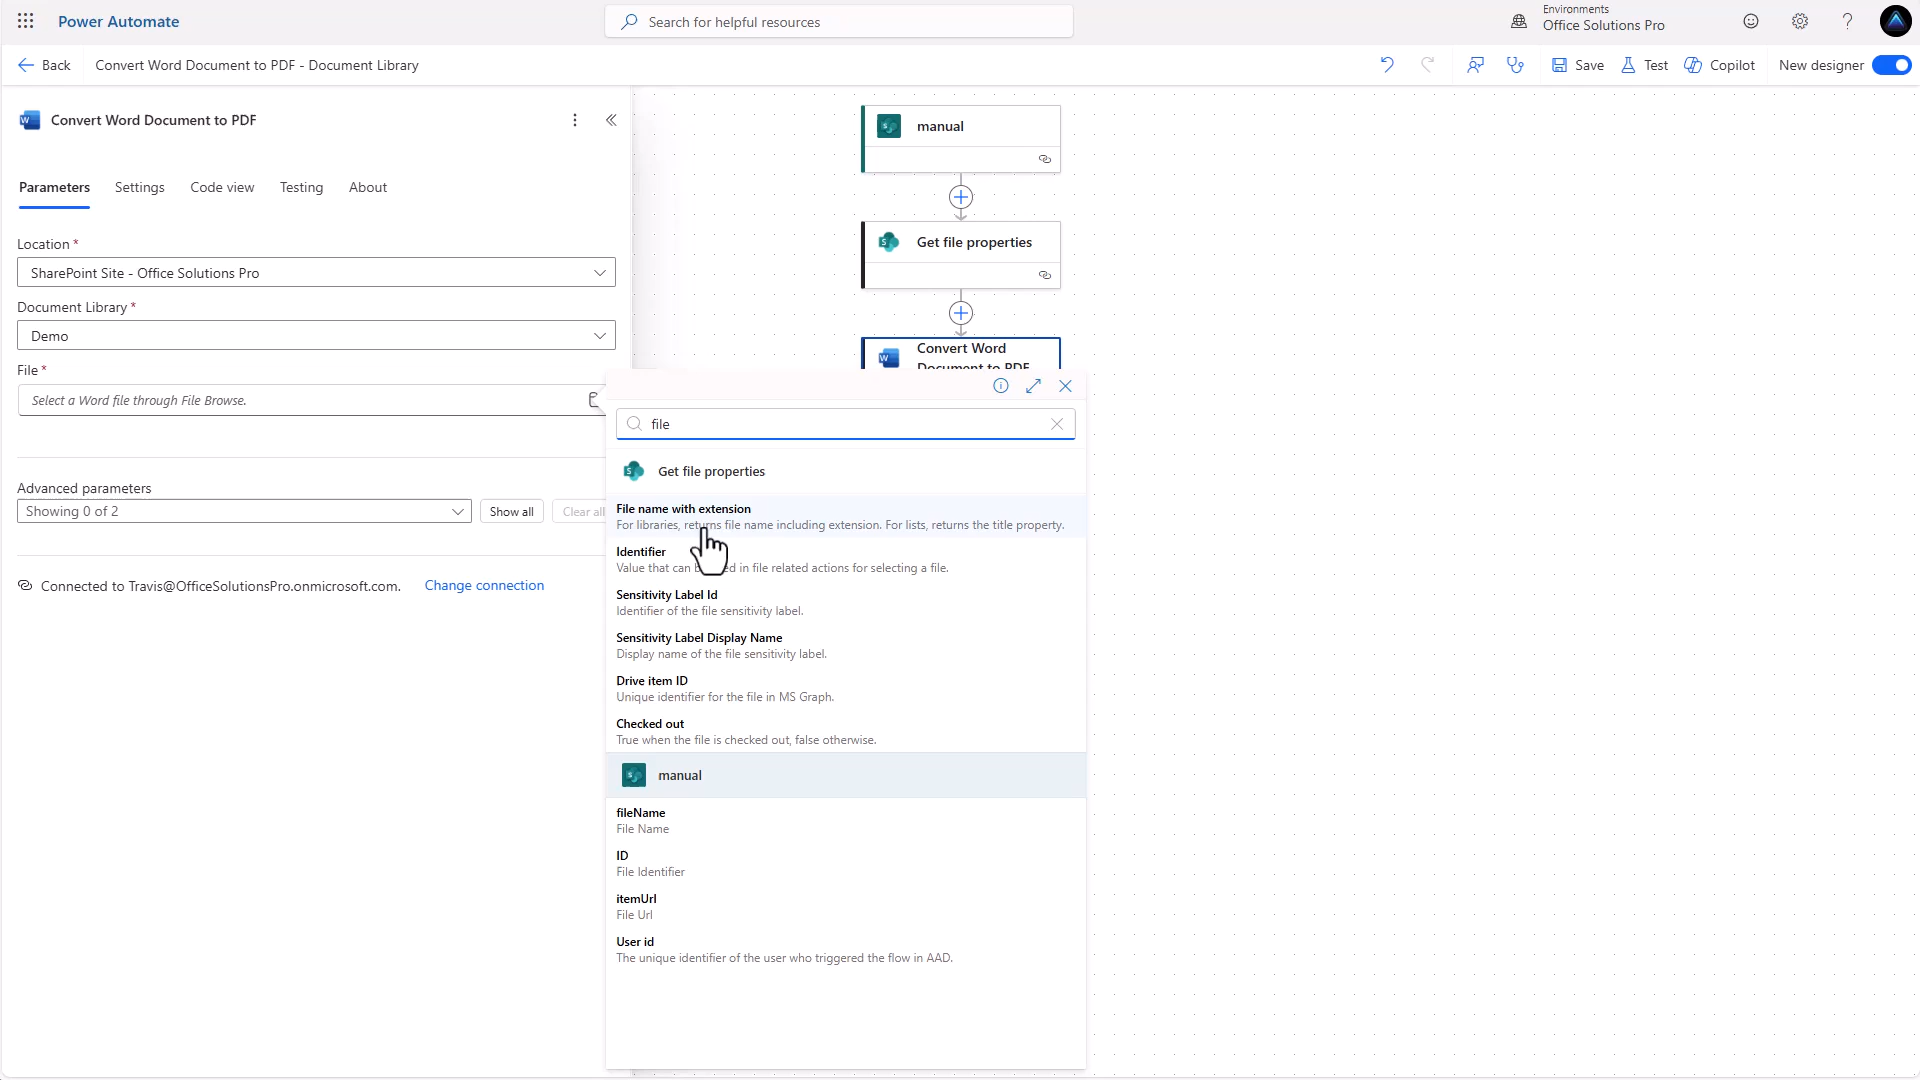 Power Automate
Search for helpful resources
Environments
Office Solutions Pro
Back
Convert Word Document to PDF - Document Library
Save
Test
Copilot
New designer
Convert Word Document to PDF
Parameters
Settings
Code view
Testing
About
Location *
SharePoint Site - Office Solutions Pro
Document Library *
Demo
File *
Select a Word file through File Browse.
Advanced parameters
Showing 0 of 2
Show all
Clear all
Connected to Travis@OfficeSolutionsPro.onmicrosoft.com.
Change connection
manual
Get file properties
Convert Word
Document to PDF
file
Get file properties
File name with extension
For libraries, returns file name including extension. For lists, returns the title property.
Identifier
Value that can in file related actions for selecting a file.
Sensitivity Label Id
Identifier of the file sensitivity label.
Sensitivity Label Display Name
Display name of the file sensitivity label.
Drive item ID
Unique identifier for the file in MS Graph.
Checked out
True when the file is checked out, false otherwise.
manual
fileName
File Name
ID
File Identifier
itemUrl
File Url
User id
The unique identifier of the user who triggered the flow in AAD.